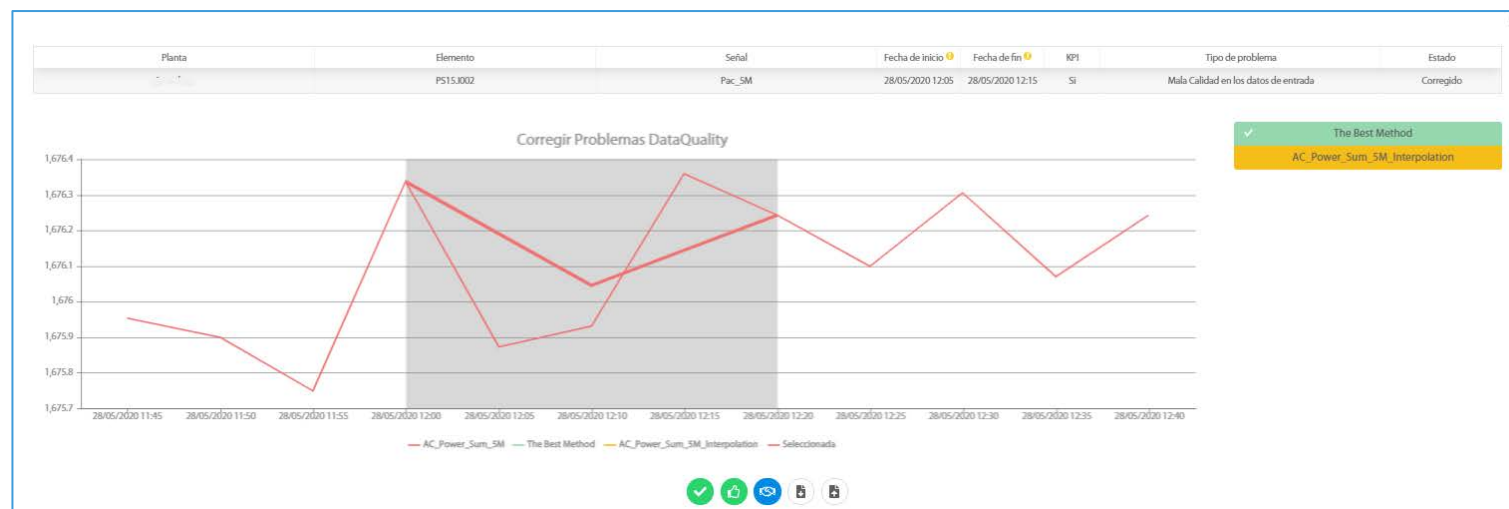 Planta Elemento Señal Fecha de inicio Fecha de fin KPI Tipo de problema Estado
PS15.I002 Pac_5M 28/05/2020 12:05 28/05/2020 12:15 Si Mala Calidad en los datos de entrada Corregido
Corregir Problemas DataQuality
The Best Method
AC_Power_Sum_5M_Interpolation
1,676.4
1,676.3
1,676.2
1,676.1
1,676
1,675.9
1,675.8
1,675.7
28/05/2020 11:45 28/05/2020 11:50 28/05/2020 11:55 28/05/2020 12:00 28/05/2020 12:05 28/05/2020 12:10 28/05/2020 12:15 28/05/2020 12:20 28/05/2020 12:25 28/05/2020 12:30 28/05/2020 12:35 28/05/2020 12:40
AC_Power_Sum_5M The Best Method AC_Power_Sum_5M_Interpolation Seleccionada